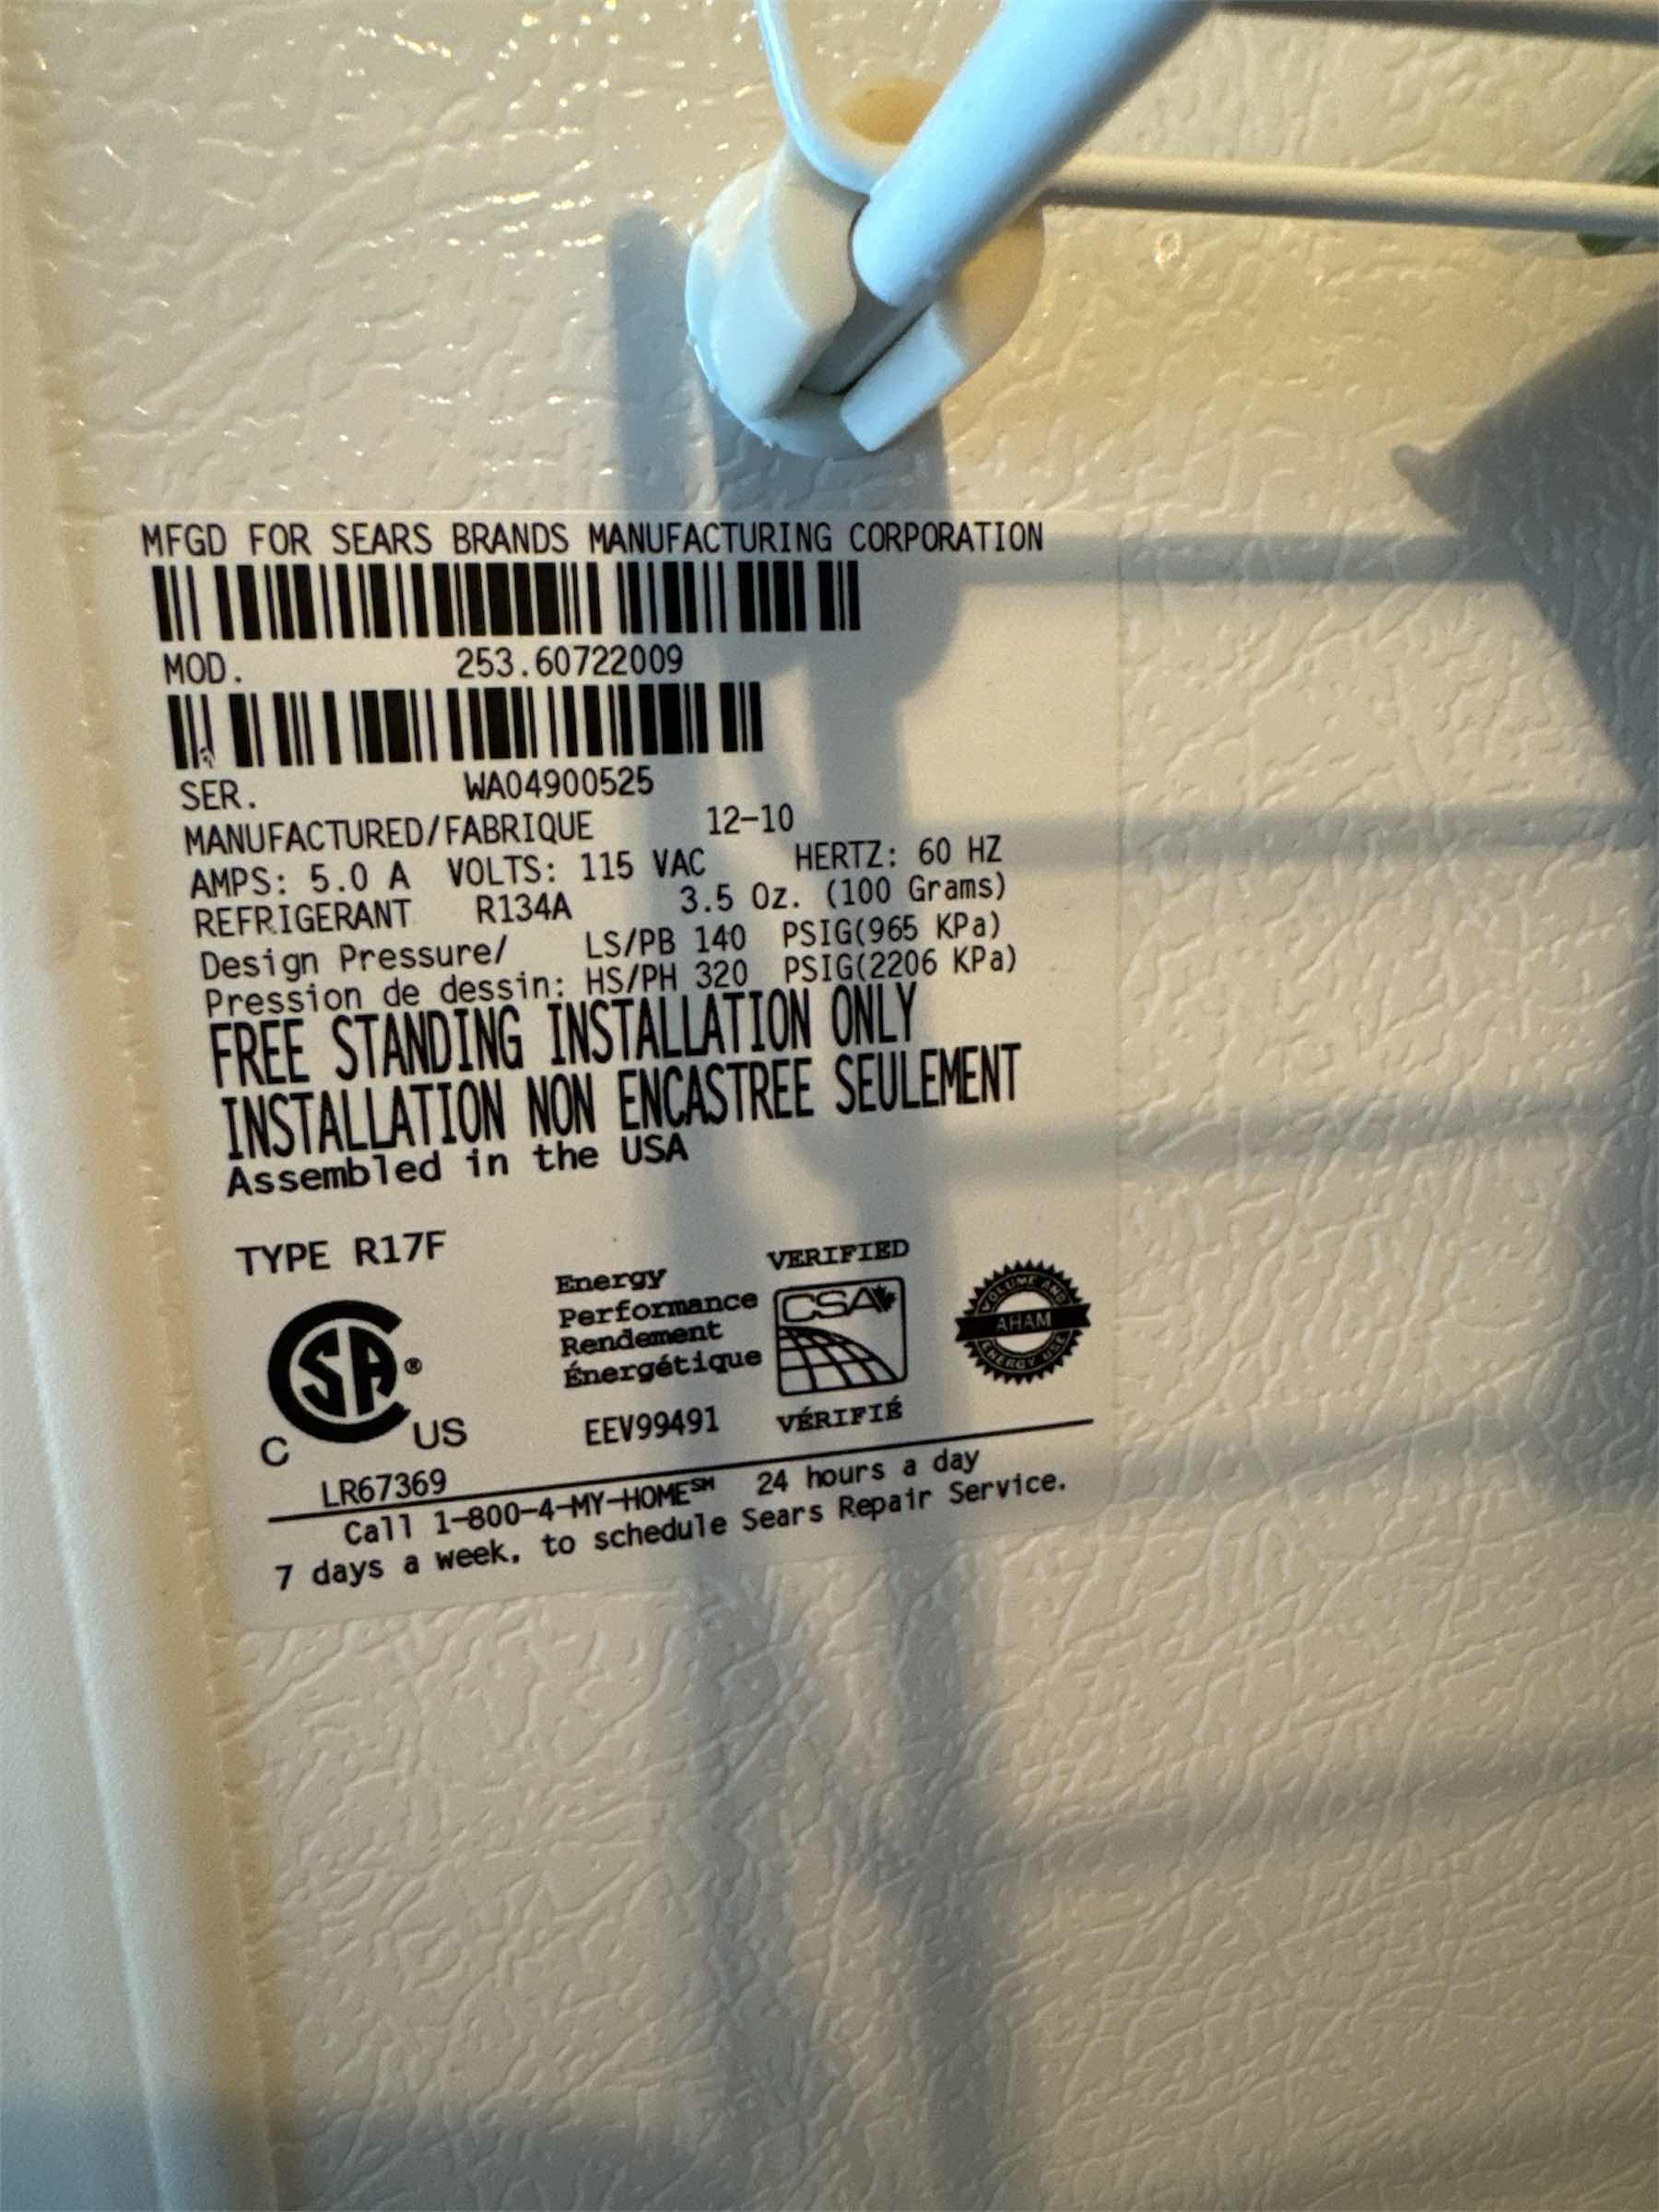 MFGD FOR SEARS BRANDS MANUFACTURING CORPORATION
MOD. 253.60722009
SER. WA04900525
MANUFACTURED/FABRIQUE 12-10
AMPS: 5.0 A VOLTS: 115 VAC HERTZ: 60 HZ
REFRIGERANT R134A 3.5 Oz. (100 Grams)
Design Pressure/ LS/PB 140 PSIG(965 KPa)
Pression de dessin: HS/PH 320 PSIG(2206 KPa)
FREE STANDING INSTALLATION ONLY
INSTALLATION NON ENCASTREE SEULEMENT
Assembled in the USA
TYPE R17F
SA®
C US
LR67369
Energy
Performance
Rendement
Énergétique
EEV99491
VERIFIED
CSA
VÉRIFIÉ
VOLUME AND
AHAM
ENERGY USE
Call 1-800-4-MY-HOME℠ 24 hours a day
7 days a week, to schedule Sears Repair Service.